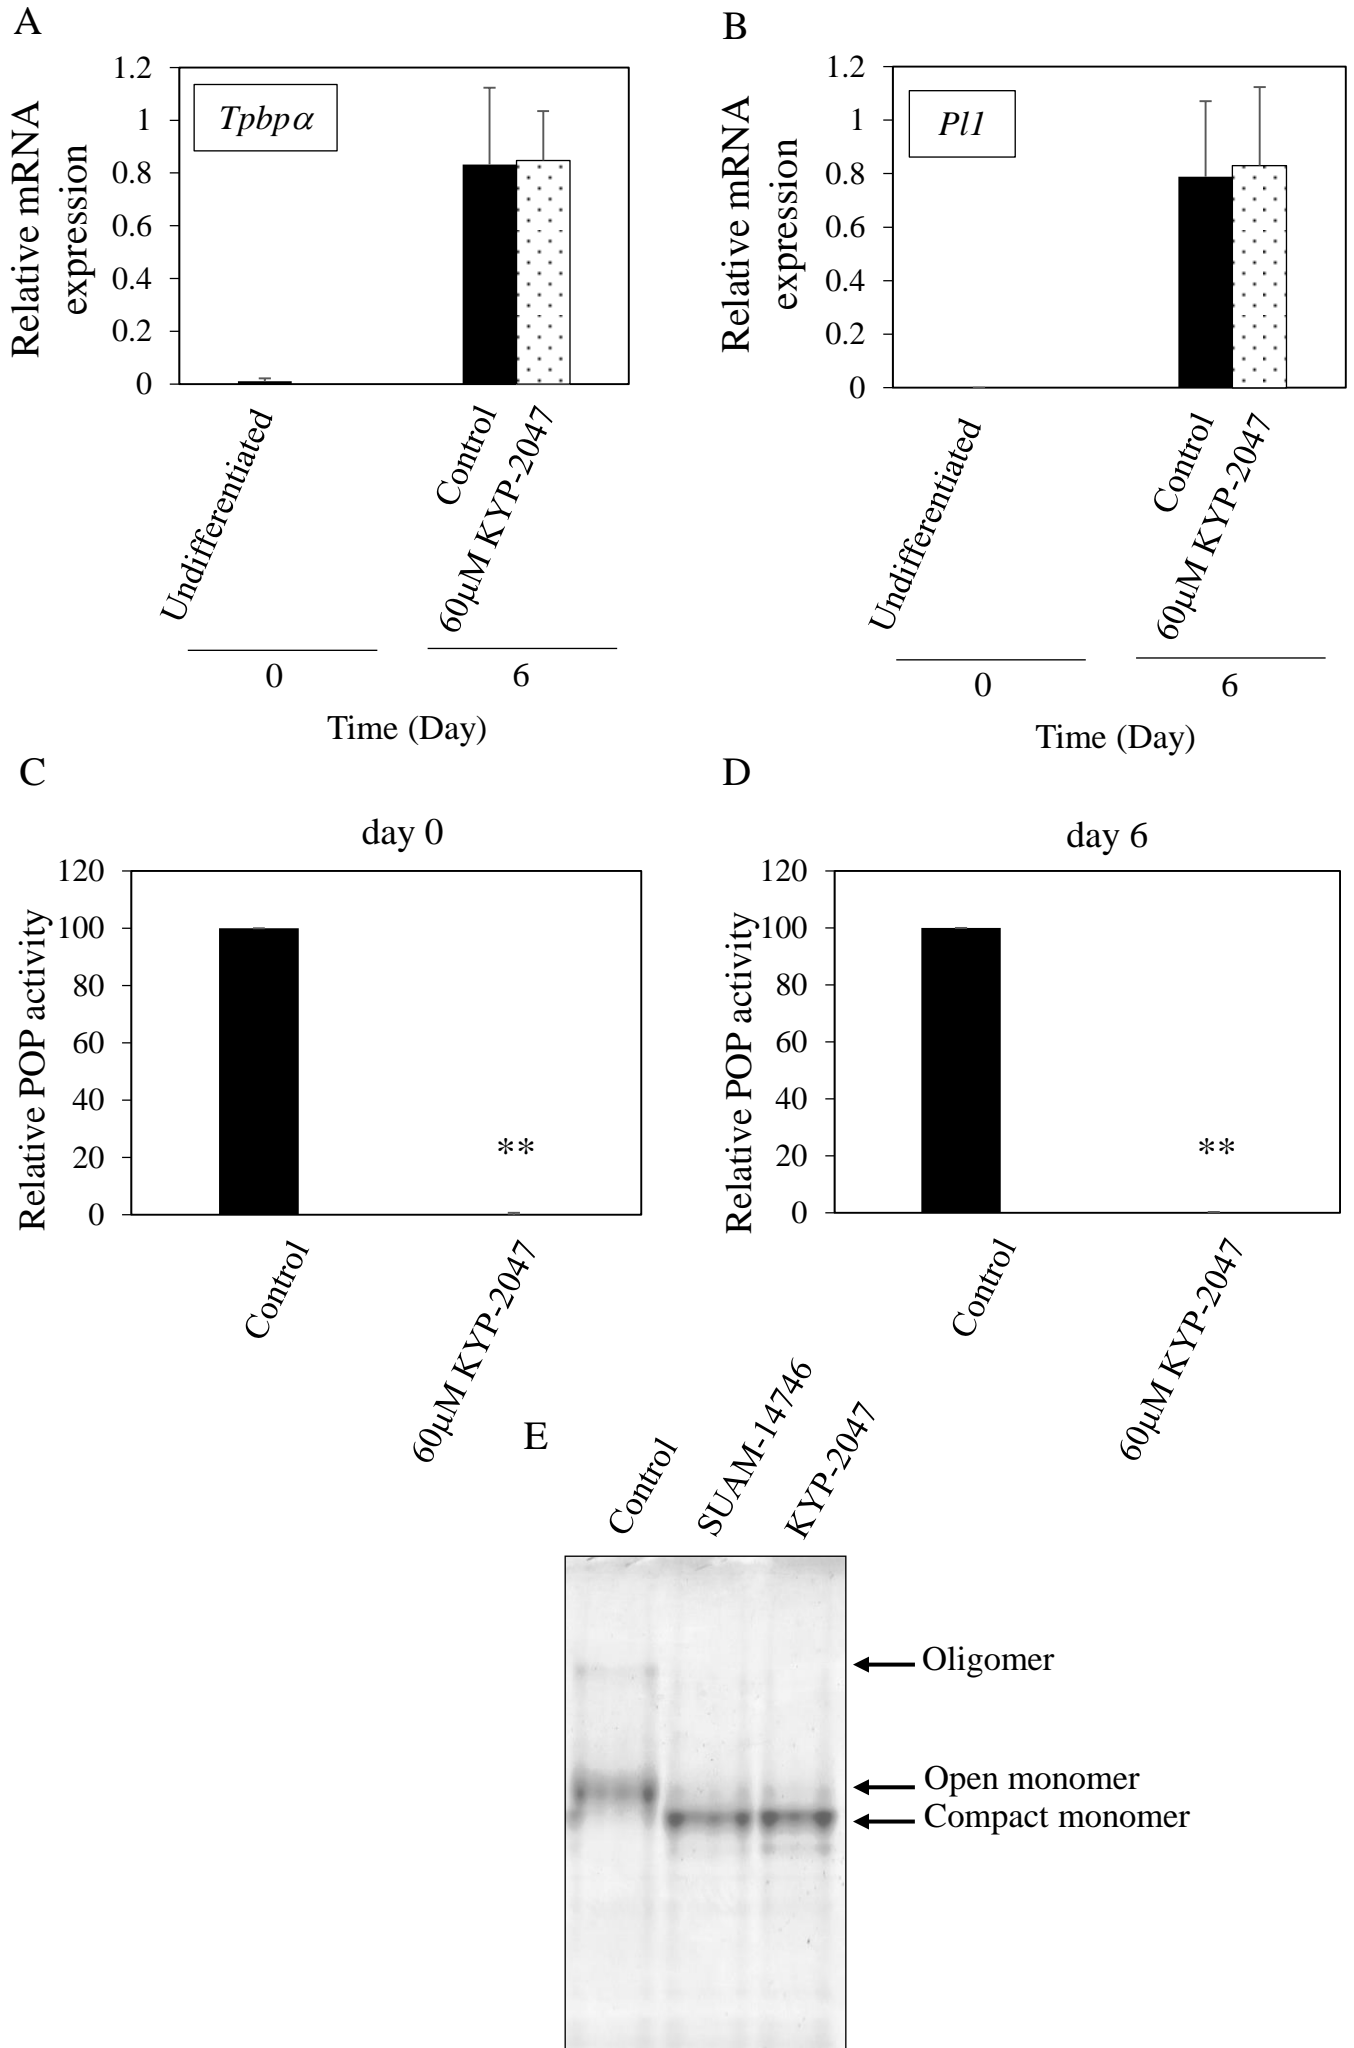 A
1.2
1
0.8
0.6
0.4
0.2
0
Relative mRNA
expression
Tpbpα
Undifferentiated
Control
60μM KYP-2047
0
6
Time (Day)
B
1.2
1
0.8
0.6
0.4
0.2
0
Relative mRNA
expression
Pl1
Undifferentiated
Control
60μM KYP-2047
0
6
Time (Day)
C
day 0
120
100
80
60
40
20
0
Relative POP activity
**
Control
60μM KYP-2047
D
day 6
120
100
80
60
40
20
0
Relative POP activity
**
Control
60μM KYP-2047
E
Control
SUAM-14746
KYP-2047
Oligomer
Open monomer
Compact monomer